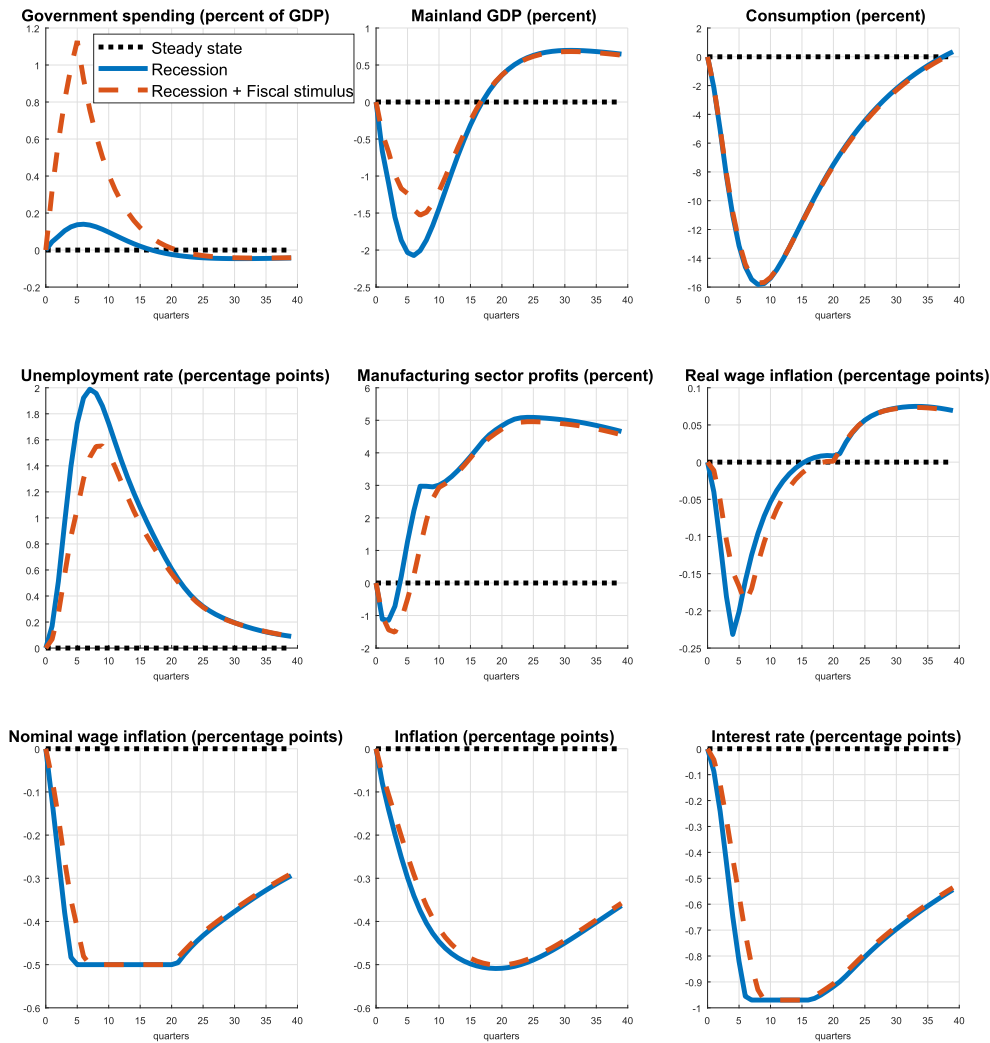 Government spending (percent of GDP)
1.2
1
0.8
0.6
0.4
0.2
0
-0.2
0 5 10 15 20 25 30 35 40
quarters
Steady state
Recession
Recession + Fiscal stimulus
Mainland GDP (percent)
1
0.5
0
-0.5
-1
-1.5
-2
-2.5
0 5 10 15 20 25 30 35 40
quarters
Consumption (percent)
2
0
-2
-4
-6
-8
-10
-12
-14
-16
0 5 10 15 20 25 30 35 40
quarters
Unemployment rate (percentage points)
2
1.8
1.6
1.4
1.2
1
0.8
0.6
0.4
0.2
0
0 5 10 15 20 25 30 35 40
quarters
Manufacturing sector profits (percent)
6
5
4
3
2
1
0
-1
-2
0 5 10 15 20 25 30 35 40
quarters
Real wage inflation (percentage points)
0.1
0.05
0
-0.05
-0.1
-0.15
-0.2
-0.25
0 5 10 15 20 25 30 35 40
quarters
Nominal wage inflation (percentage points)
0
-0.1
-0.2
-0.3
-0.4
-0.5
-0.6
0 5 10 15 20 25 30 35 40
quarters
Inflation (percentage points)
0
-0.1
-0.2
-0.3
-0.4
-0.5
-0.6
0 5 10 15 20 25 30 35 40
quarters
Interest rate (percentage points)
0
-0.1
-0.2
-0.3
-0.4
-0.5
-0.6
-0.7
-0.8
-0.9
-1
0 5 10 15 20 25 30 35 40
quarters